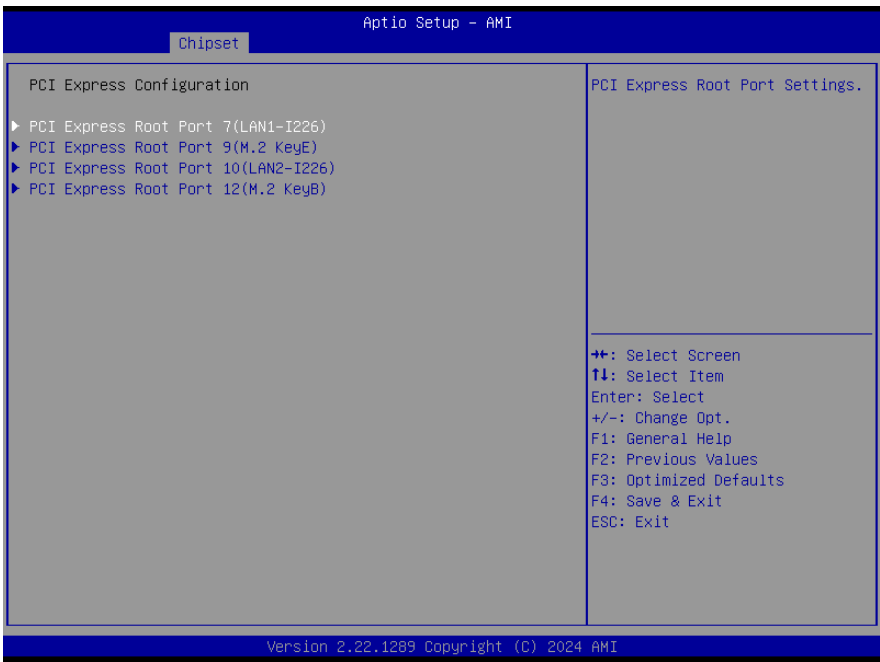 Aptio Setup - AMI
Chipset
PCI Express Configuration
PCI Express Root Port 7(LAN1-I226)
PCI Express Root Port 9(M.2 KeyE)
PCI Express Root Port 10(LAN2-I226)
PCI Express Root Port 12(M.2 KeyB)
PCI Express Root Port Settings.
→←: Select Screen
↑↓: Select Item
Enter: Select
+/-: Change Opt.
F1: General Help
F2: Previous Values
F3: Optimized Defaults
F4: Save & Exit
ESC: Exit
Version 2.22.1289 Copyright (C) 2024 AMI